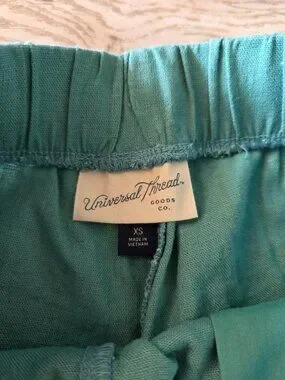 Universal Thread
GOODS
CO.
XS
MADE IN
VIETNAM